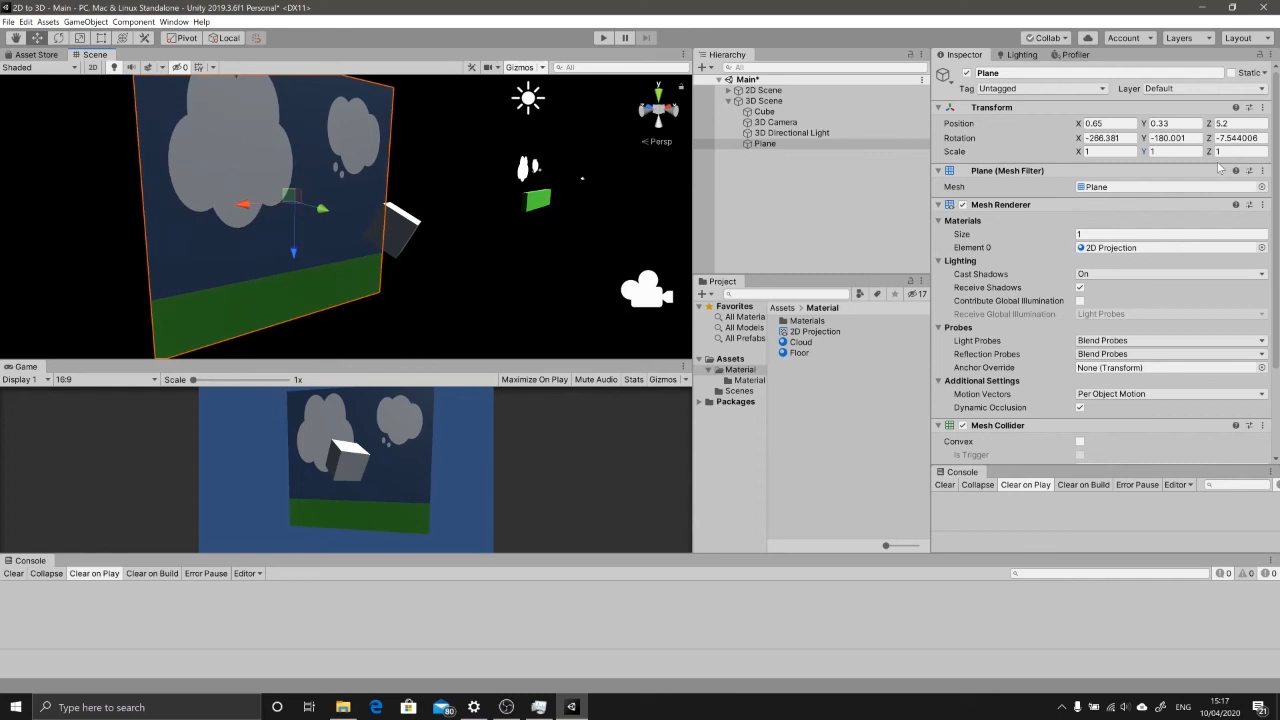 2D to 3D - Main - PC, Mac & Linux Standalone - Unity 2019.3.6f1 Personal* <DX11>
File Edit Assets GameObject Component Window Help
Pivot Local Collab Account Layers Layout
Asset Store Scene
Shaded 2D 0 Gizmos All
y
Persp
Game
Display 1 16:9 Scale 1x Maximize On Play Mute Audio Stats Gizmos
Hierarchy
All
Main*
2D Scene
3D Scene
Cube
3D Camera
3D Directional Light
Plane
Project
17
Favorites
All Materia
All Models
All Prefabs
Assets
Material
Material
Scenes
Packages
Assets > Material
Materials
2D Projection
Cloud
Floor
Inspector Lighting Profiler
Plane Static
Tag Untagged Layer Default
Transform
Position X 0.65 Y 0.33 Z 5.2
Rotation X -266.381 Y -180.001 Z -7.544006
Scale X 1 Y 1 Z 1
Plane (Mesh Filter)
Mesh Plane
Mesh Renderer
Materials
Size 1
Element 0 2D Projection
Lighting
Cast Shadows On
Receive Shadows
Contribute Global Illumination
Receive Global Illumination Light Probes
Probes
Light Probes Blend Probes
Reflection Probes Blend Probes
Anchor Override None (Transform)
Additional Settings
Motion Vectors Per Object Motion
Dynamic Occlusion
Mesh Collider
Convex
Is Trigger
Console
Clear Collapse Clear on Play Clear on Build Error Pause Editor
Console
Clear Collapse Clear on Play Clear on Build Error Pause Editor 0 0 0
Type here to search 80 15:17
10/04/2020 21